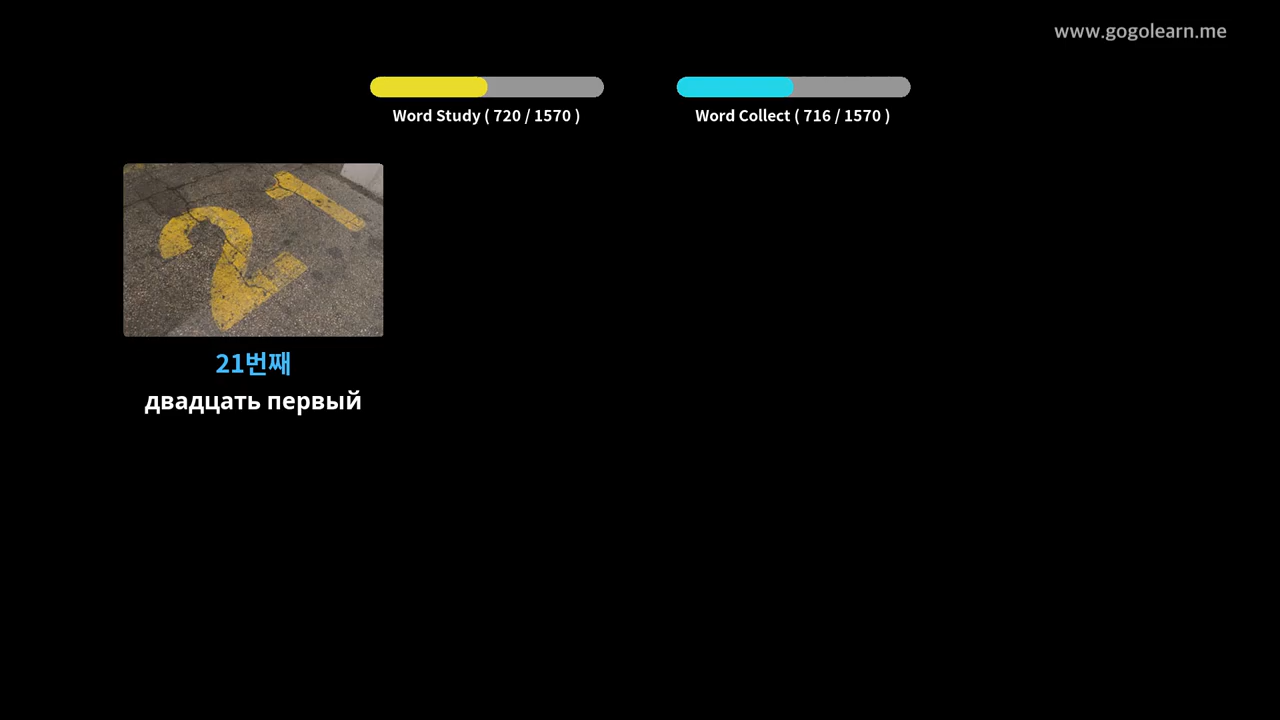 www.gogolearn.me
Word Study ( 720 / 1570 )
Word Collect ( 716 / 1570 )
21
21번째
двадцать первый